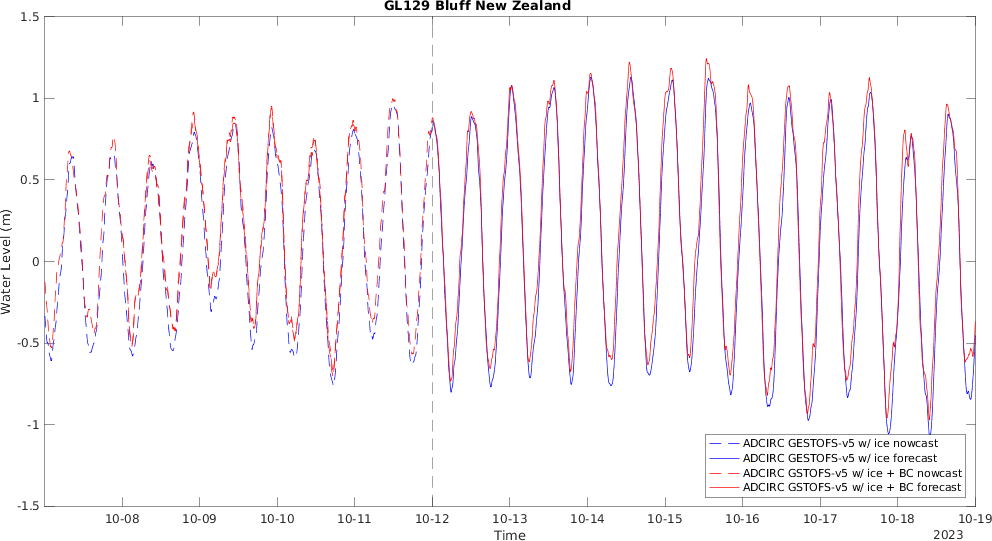 GL129 Bluff New Zealand
1.5
1
0.5
0
-0.5
-1
-1.5
Water Level (m)
ADCIRC GESTOFS-v5 w/ ice nowcast
ADCIRC GESTOFS-v5 w/ ice forecast
ADCIRC GSTOFS-v5 w/ ice + BC nowcast
ADCIRC GSTOFS-v5 w/ ice + BC forecast
10-08 10-09 10-10 10-11 10-12 10-13 10-14 10-15 10-16 10-17 10-18 10-19
Time
2023